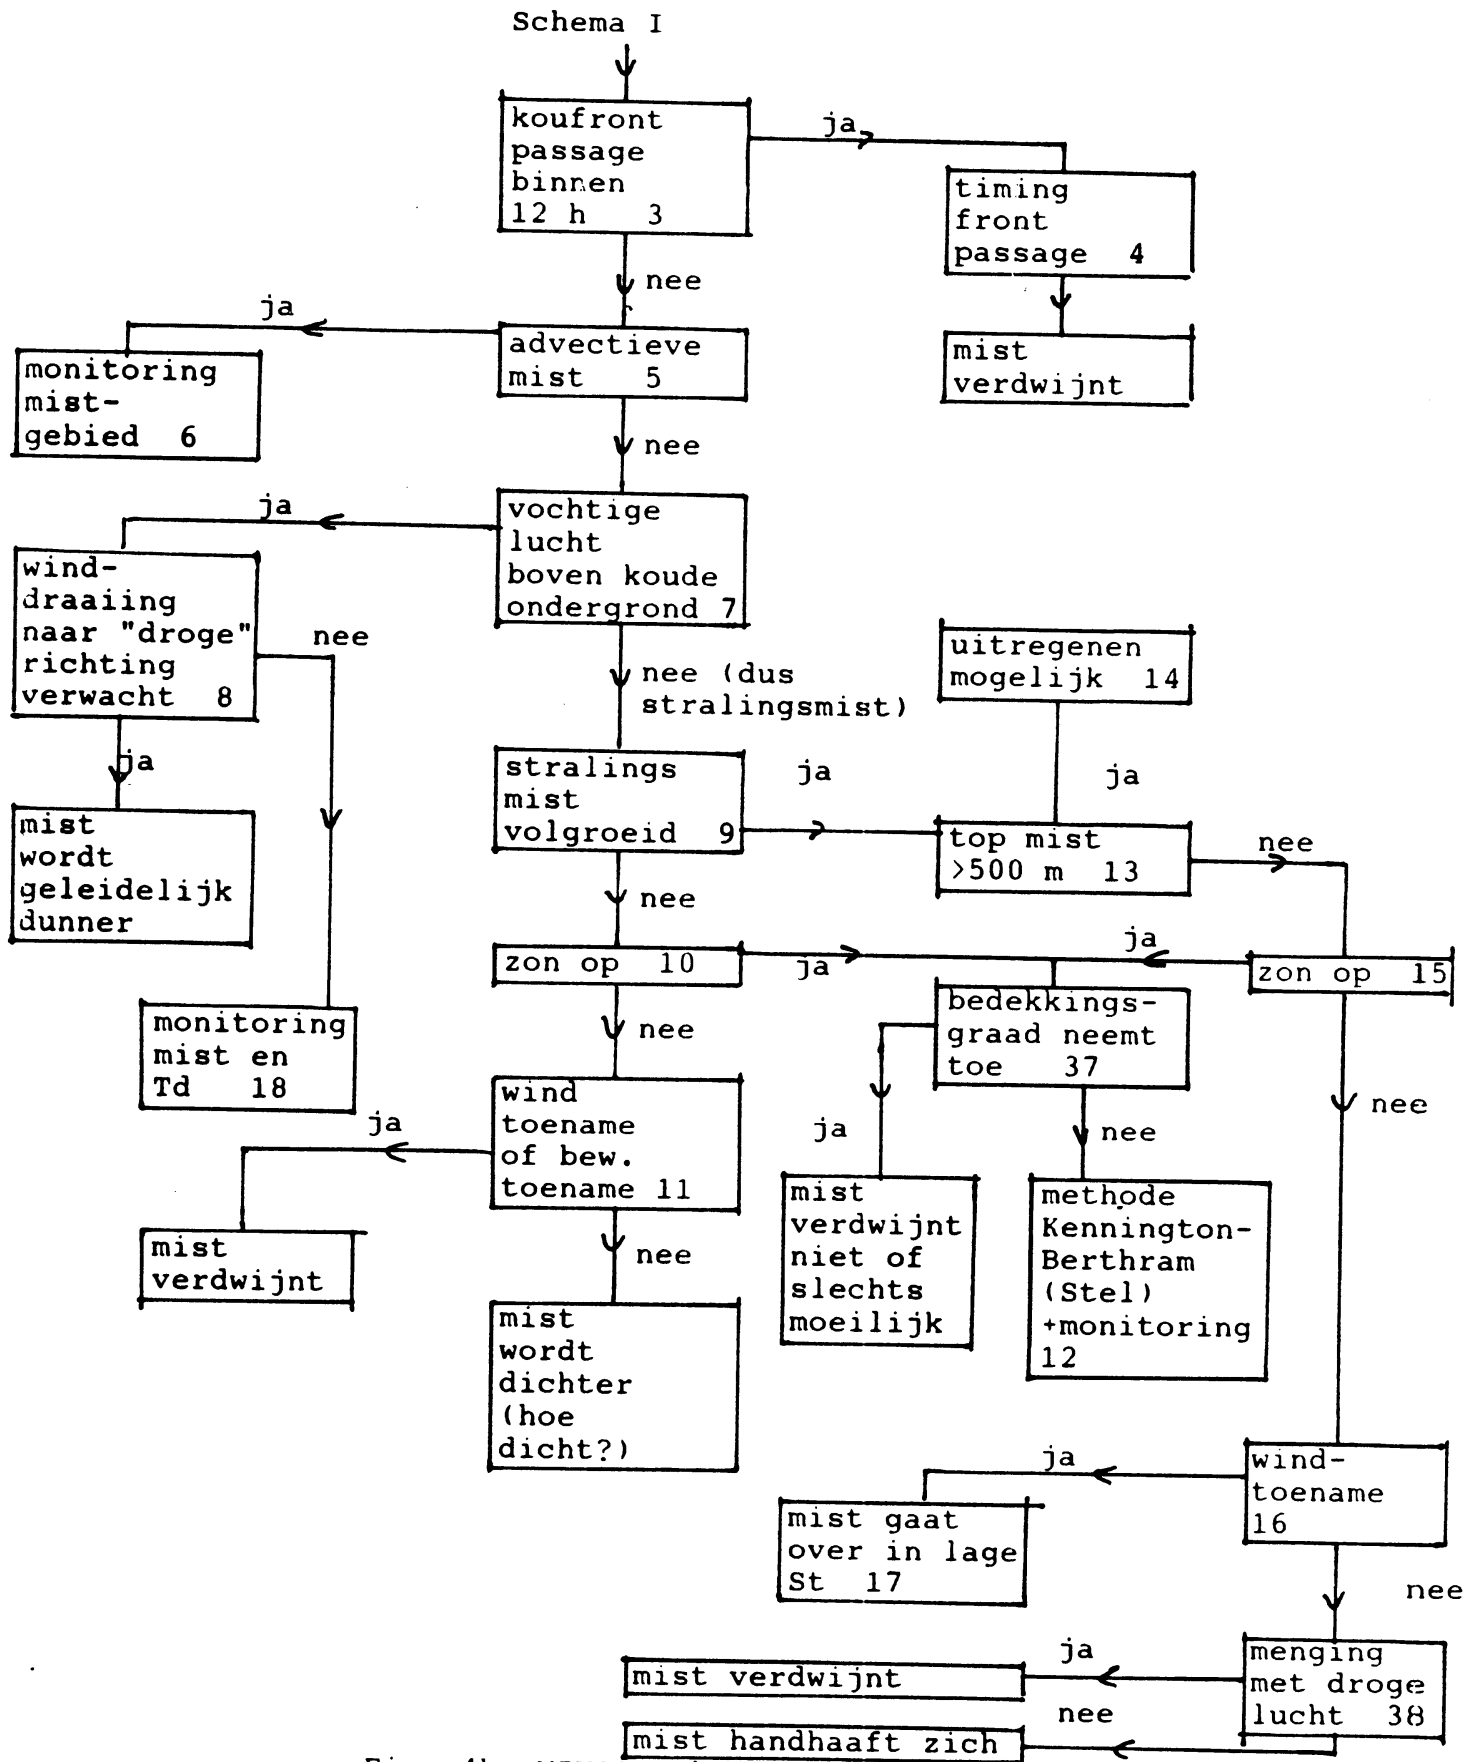 Schema I
koufront
passage
binnen
12 h 3
ja
timing
front
passage 4
nee
mist
verdwijnt
ja
advectieve
mist 5
monitoring
mist-
gebied 6
nee
ja
vochtige
lucht
boven koude
ondergrond 7
wind-
draaiing
naar "droge"
richting
verwacht 8
nee
ja
mist
wordt
geleidelijk
dunner
monitoring
mist en
Td 18
nee (dus
stralingsmist)
uitregenen
mogelijk 14
stralings
mist
volgroeid 9
ja
ja
top mist
>500 m 13
nee
nee
zon op 10
ja
ja
zon op 15
bedekkings-
graad neemt
toe 37
nee
nee
wind
toename
of bew.
toename 11
ja
mist
verdwijnt
nee
mist
wordt
dichter
(hoe
dicht?)
ja
nee
mist
verdwijnt
niet of
slechts
moeilijk
methode
Kennington-
Berthram
(Stel)
+monitoring
12
wind-
toename
16
ja
mist gaat
over in lage
St 17
nee
menging
met droge
lucht 38
ja
mist verdwijnt
nee
mist handhaaft zich